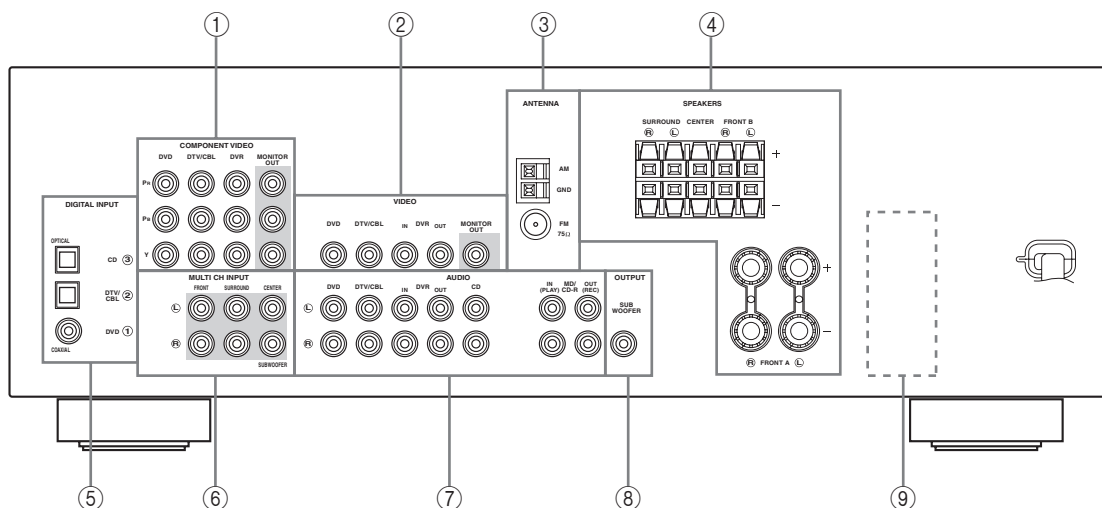 ① ② ③ ④
ANTENNA
AM
GND
FM
75Ω
SPEAKERS
SURROUND CENTER FRONT B
R L R L
+
–
+
–
R FRONT A L
COMPONENT VIDEO
DVD DTV/CBL DVR MONITOR OUT
PR
PB
Y
VIDEO
DVD DTV/CBL IN DVR OUT MONITOR OUT
DIGITAL INPUT
OPTICAL
CD ③
DTV/CBL ②
DVD ①
COAXIAL
MULTI CH INPUT
FRONT SURROUND CENTER
L
R
SUBWOOFER
AUDIO
DVD DTV/CBL IN DVR OUT CD IN (PLAY) MD/CD-R OUT (REC)
L
R
OUTPUT
SUB
WOOFER
⑤ ⑥ ⑦ ⑧ ⑨